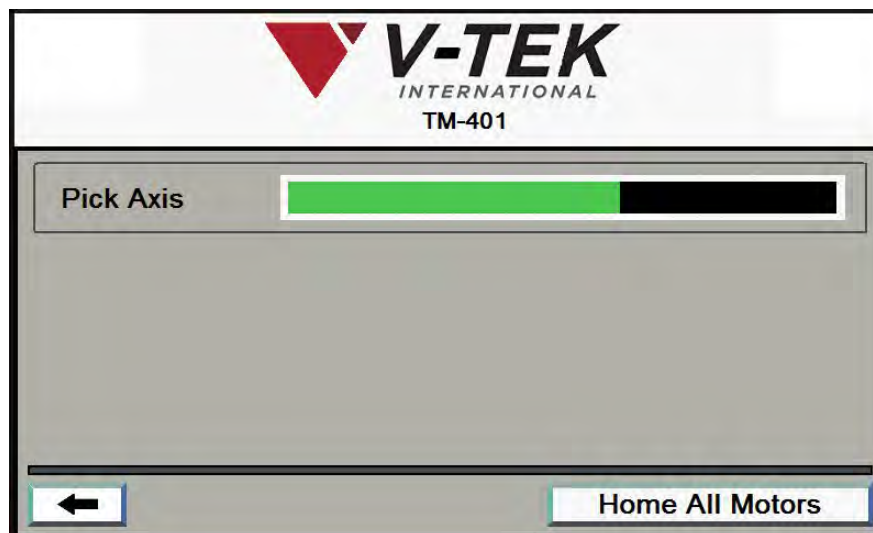 V-TEK
INTERNATIONAL
TM-401
Pick Axis
Home All Motors